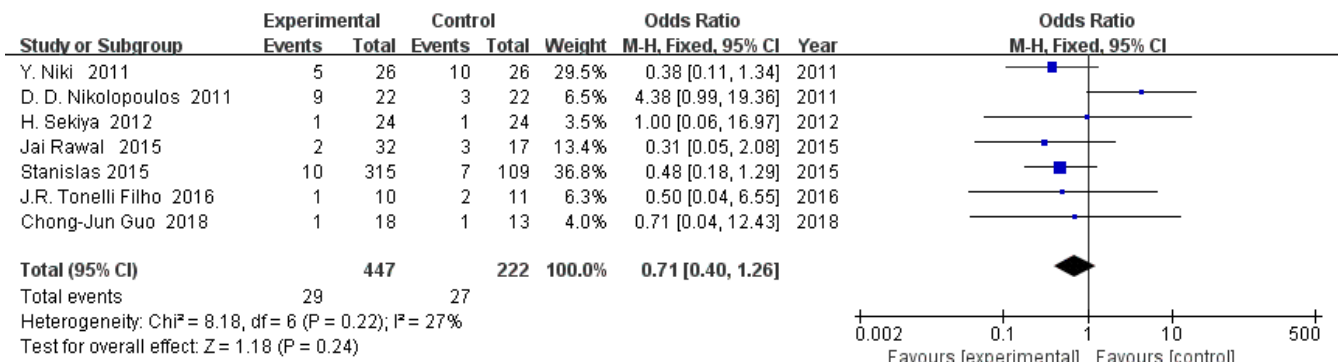 Experimental Control Odds Ratio Odds Ratio
Study or Subgroup Events Total Events Total Weight M-H, Fixed, 95% CI Year M-H, Fixed, 95% CI
Y. Niki 2011 5 26 10 26 29.5% 0.38 [0.11, 1.34] 2011
D. D. Nikolopoulos 2011 9 22 3 22 6.5% 4.38 [0.99, 19.36] 2011
H. Sekiya 2012 1 24 1 24 3.5% 1.00 [0.06, 16.97] 2012
Jai Rawal 2015 2 32 3 17 13.4% 0.31 [0.05, 2.08] 2015
Stanislas 2015 10 315 7 109 36.8% 0.48 [0.18, 1.29] 2015
J.R. Tonelli Filho 2016 1 10 2 11 6.3% 0.50 [0.04, 6.55] 2016
Chong-Jun Guo 2018 1 18 1 13 4.0% 0.71 [0.04, 12.43] 2018
Total (95% CI) 447 222 100.0% 0.71 [0.40, 1.26]
Total events 29 27
Heterogeneity: Chi² = 8.18, df = 6 (P = 0.22); I² = 27%
Test for overall effect: Z = 1.18 (P = 0.24)
0.002 0.1 1 10 500
Favours [experimental] Favours [control]